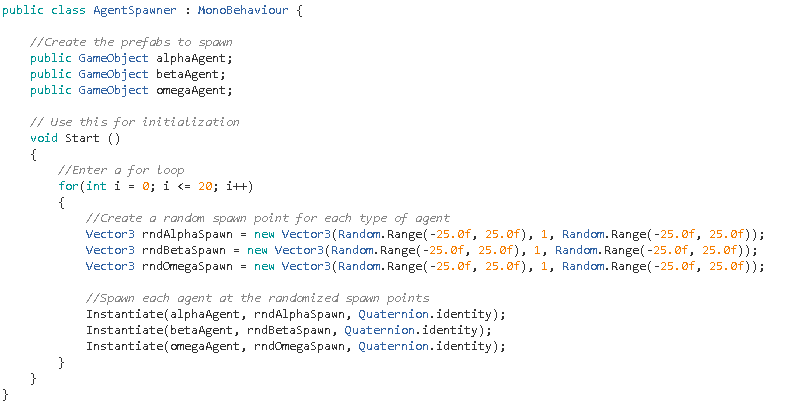 public class AgentSpawner : MonoBehaviour {
//Create the prefabs to spawn
public GameObject alphaAgent;
public GameObject betaAgent;
public GameObject omegaAgent;
// Use this for initialization
void Start ()
{
//Enter a for loop
for(int i = 0; i <= 20; i++)
{
//Create a random spawn point for each type of agent
Vector3 rndAlphaSpawn = new Vector3(Random.Range(-25.0f, 25.0f), 1, Random.Range(-25.0f, 25.0f));
Vector3 rndBetaSpawn = new Vector3(Random.Range(-25.0f, 25.0f), 1, Random.Range(-25.0f, 25.0f));
Vector3 rndOmegaSpawn = new Vector3(Random.Range(-25.0f, 25.0f), 1, Random.Range(-25.0f, 25.0f));
//Spawn each agent at the randomized spawn points
Instantiate(alphaAgent, rndAlphaSpawn, Quaternion.identity);
Instantiate(betaAgent, rndBetaSpawn, Quaternion.identity);
Instantiate(omegaAgent, rndOmegaSpawn, Quaternion.identity);
}
}
}